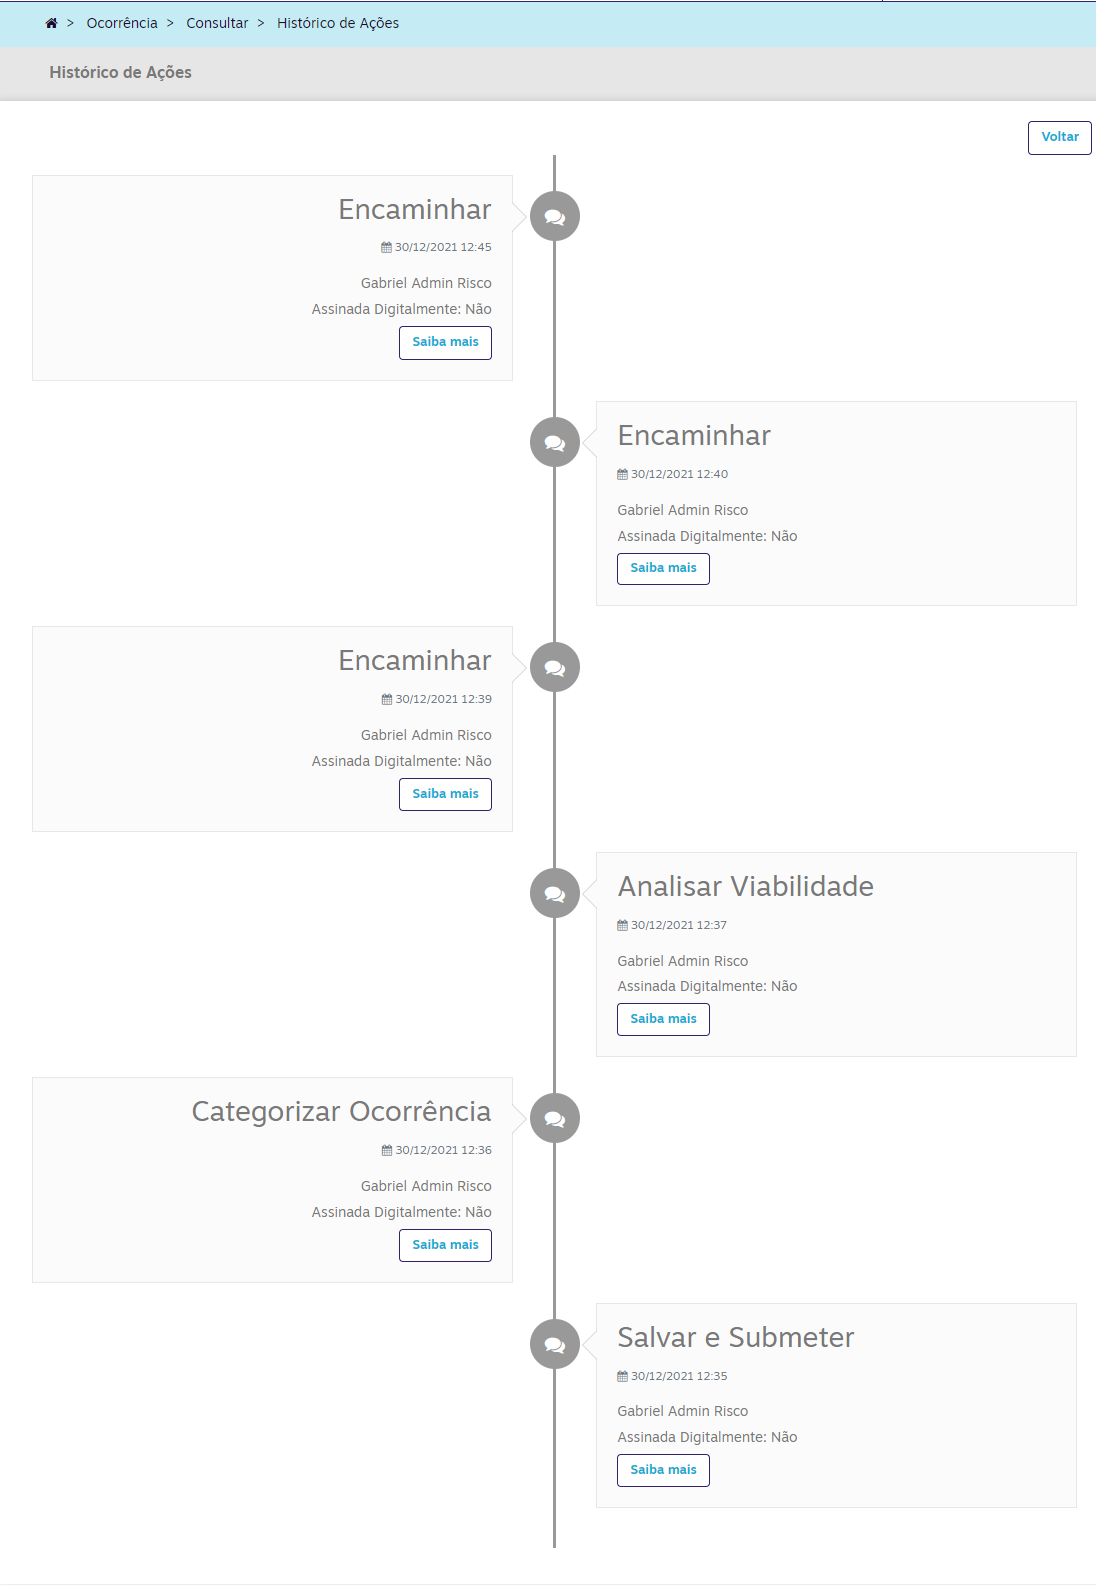 > Ocorrência > Consultar > Histórico de Ações
Histórico de Ações
Voltar
Encaminhar
30/12/2021 12:45
Gabriel Admin Risco
Assinada Digitalmente: Não
Saiba mais
Encaminhar
30/12/2021 12:40
Gabriel Admin Risco
Assinada Digitalmente: Não
Saiba mais
Encaminhar
30/12/2021 12:39
Gabriel Admin Risco
Assinada Digitalmente: Não
Saiba mais
Analisar Viabilidade
30/12/2021 12:37
Gabriel Admin Risco
Assinada Digitalmente: Não
Saiba mais
Categorizar Ocorrência
30/12/2021 12:36
Gabriel Admin Risco
Assinada Digitalmente: Não
Saiba mais
Salvar e Submeter
30/12/2021 12:35
Gabriel Admin Risco
Assinada Digitalmente: Não
Saiba mais